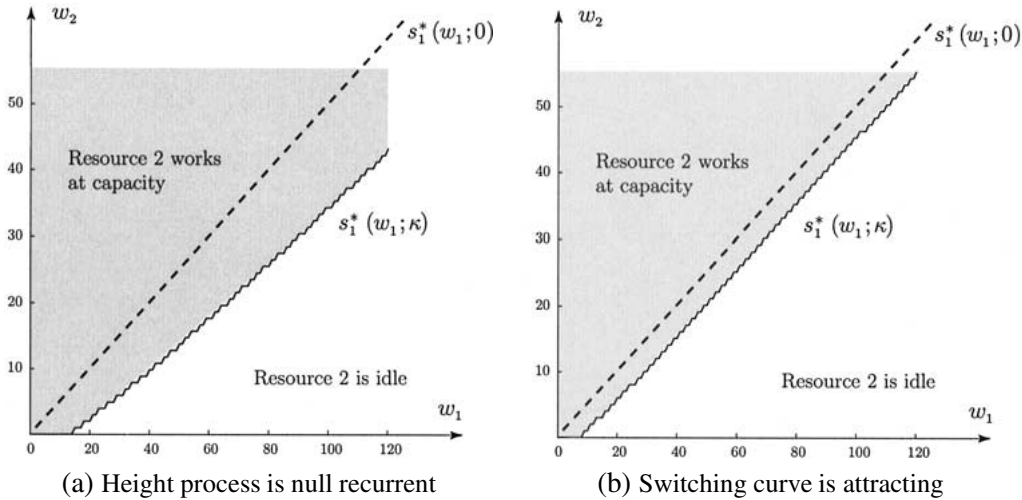 w₂
s₁* (w₁; 0)
50
40
30
20
10
Resource 2 works
at capacity
s₁* (w₁; κ)
Resource 2 is idle
w₁
0 20 40 60 80 100 120
(a) Height process is null recurrent
w₂
s₁* (w₁; 0)
50
40
30
20
10
Resource 2 works
at capacity
s₁* (w₁; κ)
Resource 2 is idle
w₁
0 20 40 60 80 100 120
(b) Switching curve is attracting